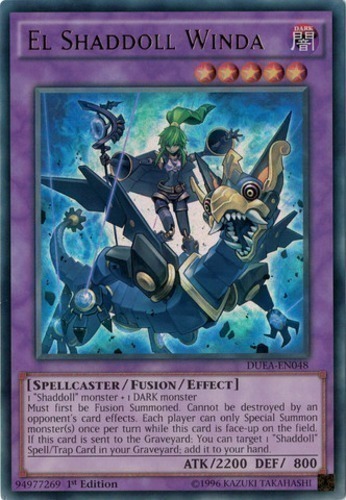 El Shaddoll Winda
DARK
闇
DUEA-EN048
[Spellcaster/Fusion/Effect]
1 "Shaddoll" monster + 1 DARK monster
Must first be Fusion Summoned. Cannot be destroyed by an
opponent's card effects. Each player can only Special Summon
monster(s) once per turn while this card is face-up on the field.
If this card is sent to the Graveyard: You can target 1 "Shaddoll"
Spell/Trap Card in your Graveyard; add it to your hand.
ATK/2200 DEF/ 800
94977269 1st Edition ©1996 KAZUKI TAKAHASHI